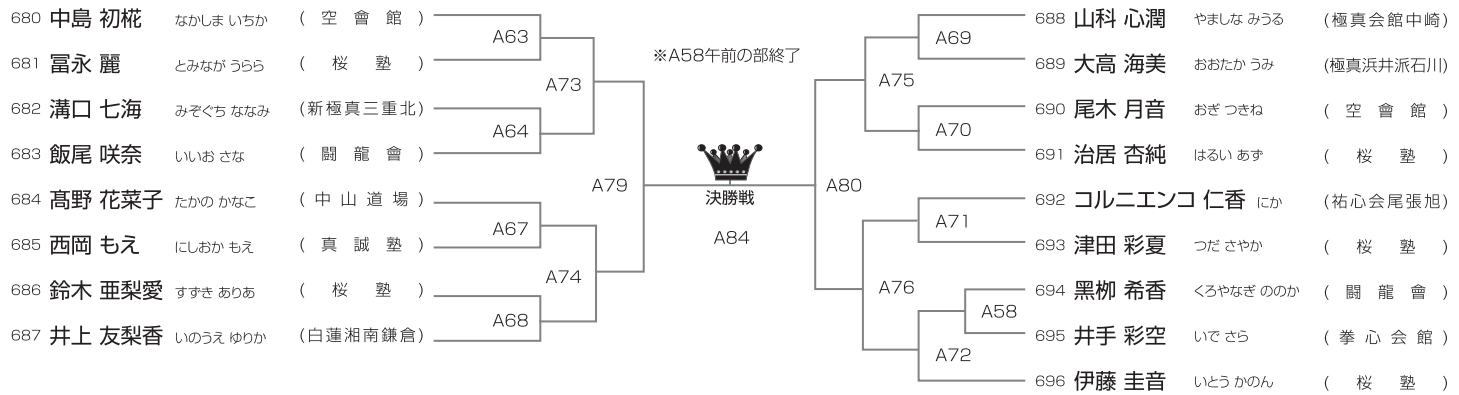 680 中島 初椛 なかしま いちか (空會館)
681 冨永 麗 とみなが うらら (桜塾)
682 溝口 七海 みぞぐち ななみ (新極真三重北)
683 飯尾 咲奈 いいお さな (闘龍會)
684 髙野 花菜子 たかの かなこ (中山道場)
685 西岡 もえ にしおか もえ (真誠塾)
686 鈴木 亜梨愛 すずき ありあ (桜塾)
687 井上 友梨香 いのうえ ゆりか (白蓮湘南鎌倉)
A63
A64
A67
A68
A73
A74
A79
※A58午前の部終了
決勝戦
A84
A80
A75
A76
A69
A70
A71
A58
A72
688 山科 心潤 やましな みうる (極真会館中崎)
689 大高 海美 おおたか うみ (極真浜井派石川)
690 尾木 月音 おぎ つきね (空會館)
691 治居 杏純 はるい あず (桜塾)
692 コルニエンコ 仁香 にか (祐心会尾張旭)
693 津田 彩夏 つだ さやか (桜塾)
694 黑栁 希香 くろやなぎ ののか (闘龍會)
695 井手 彩空 いで さら (拳心会館)
696 伊藤 圭音 いとう かのん (桜塾)